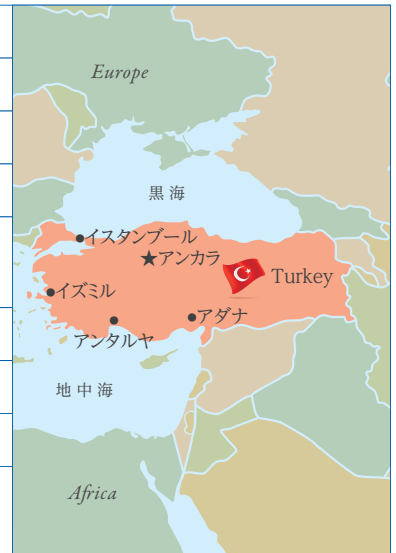 Europe
黒海
イスタンブール
★アンカラ
Turkey
イズミル
アダナ
アンタルヤ
地中海
Africa